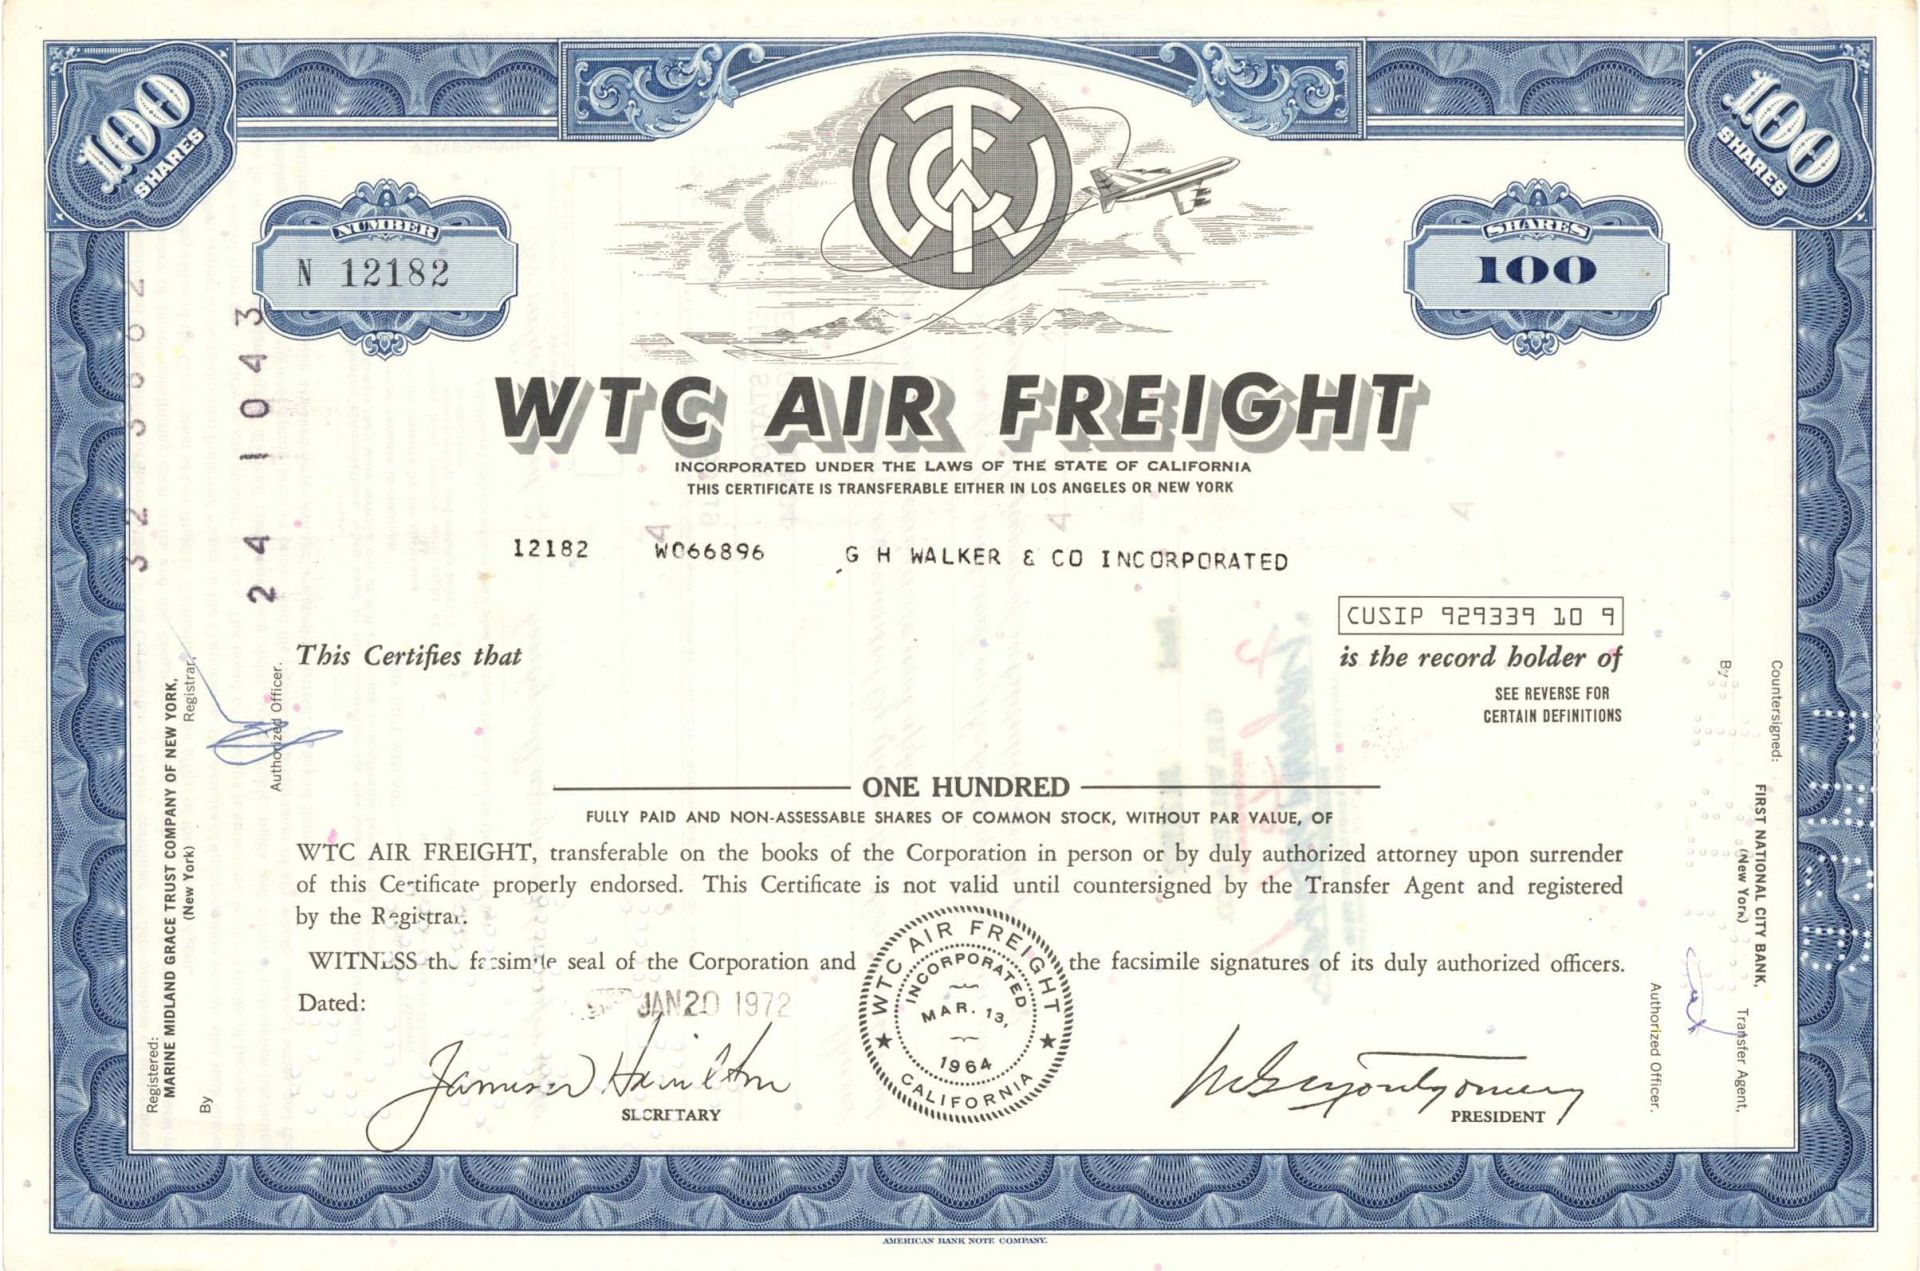 100 SHARES
100 SHARES
NUMBER
N 12182
SHARES
100
WTC
WTC AIR FREIGHT
INCORPORATED UNDER THE LAWS OF THE STATE OF CALIFORNIA
THIS CERTIFICATE IS TRANSFERABLE EITHER IN LOS ANGELES OR NEW YORK
12182 W066896 G H WALKER & CO INCORPORATED
CUSIP 929339 10 9
This Certifies that
is the record holder of
SEE REVERSE FOR
CERTAIN DEFINITIONS
ONE HUNDRED
FULLY PAID AND NON-ASSESSABLE SHARES OF COMMON STOCK, WITHOUT PAR VALUE, OF
WTC AIR FREIGHT, transferable on the books of the Corporation in person or by duly authorized attorney upon surrender
of this Certificate properly endorsed. This Certificate is not valid until countersigned by the Transfer Agent and registered
by the Registrar.
WITNESS the facsimile seal of the Corporation and the facsimile signatures of its duly authorized officers.
Dated: JAN20 1972
WTC AIR FREIGHT
INCORPORATED
MAR. 13,
1964
CALIFORNIA
SECRETARY
PRESIDENT
24 1043
Registered:
MARINE MIDLAND GRACE TRUST COMPANY OF NEW YORK,
(New York) Registrar,
By
Authorized Officer.
Countersigned:
FIRST NATIONAL CITY BANK,
(New York) Transfer Agent,
By
Authorized Officer.
AMERICAN BANK NOTE COMPANY.